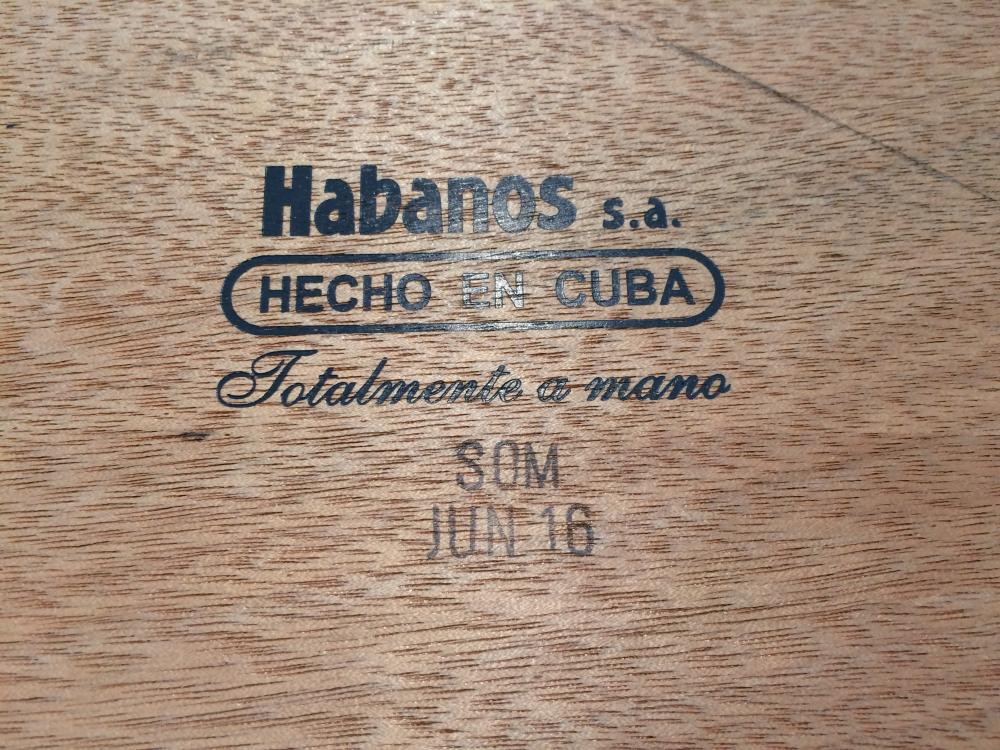 Habanos s.a.
HECHO EN CUBA
Totalmente a mano
SOM
JUN 16